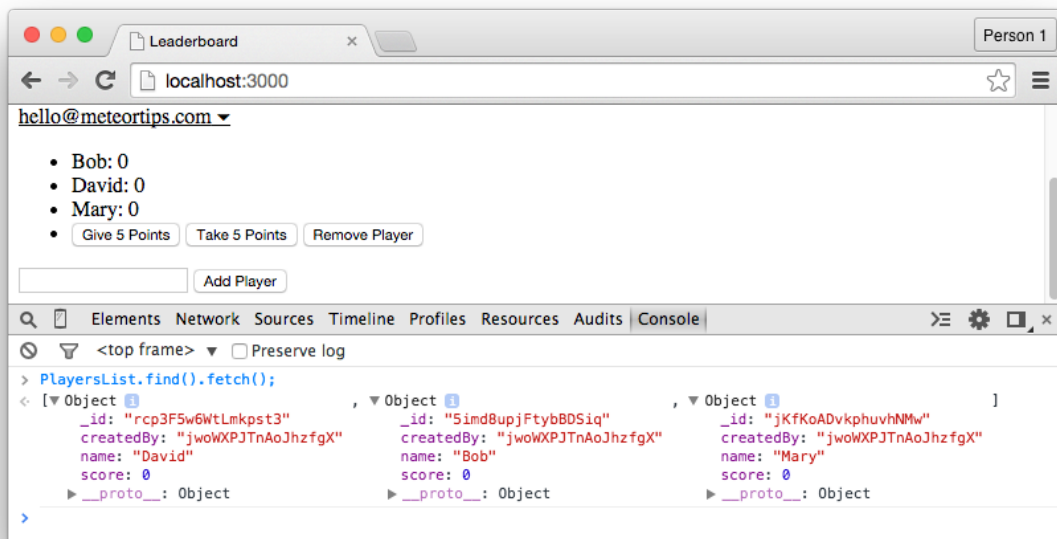 Leaderboard × Person 1
localhost:3000
hello@meteortips.com
• Bob: 0
• David: 0
• Mary: 0
• Give 5 Points Take 5 Points Remove Player
Add Player
Elements Network Sources Timeline Profiles Resources Audits Console ×
<top frame> ▼ Preserve log
> PlayersList.find().fetch();
[▼ Object i , ▼ Object i , ▼ Object i ]
_id: "rcp3F5w6WtLmkpst3" _id: "5imd8upjFtybBDSiq" _id: "jKfKoADvkphuvhNMw"
createdBy: "jwoWXPJTnAoJhzfgX" createdBy: "jwoWXPJTnAoJhzfgX" createdBy: "jwoWXPJTnAoJhzfgX"
name: "David" name: "Bob" name: "Mary"
score: 0 score: 0 score: 0
▶ __proto__: Object ▶ __proto__: Object ▶ __proto__: Object
>